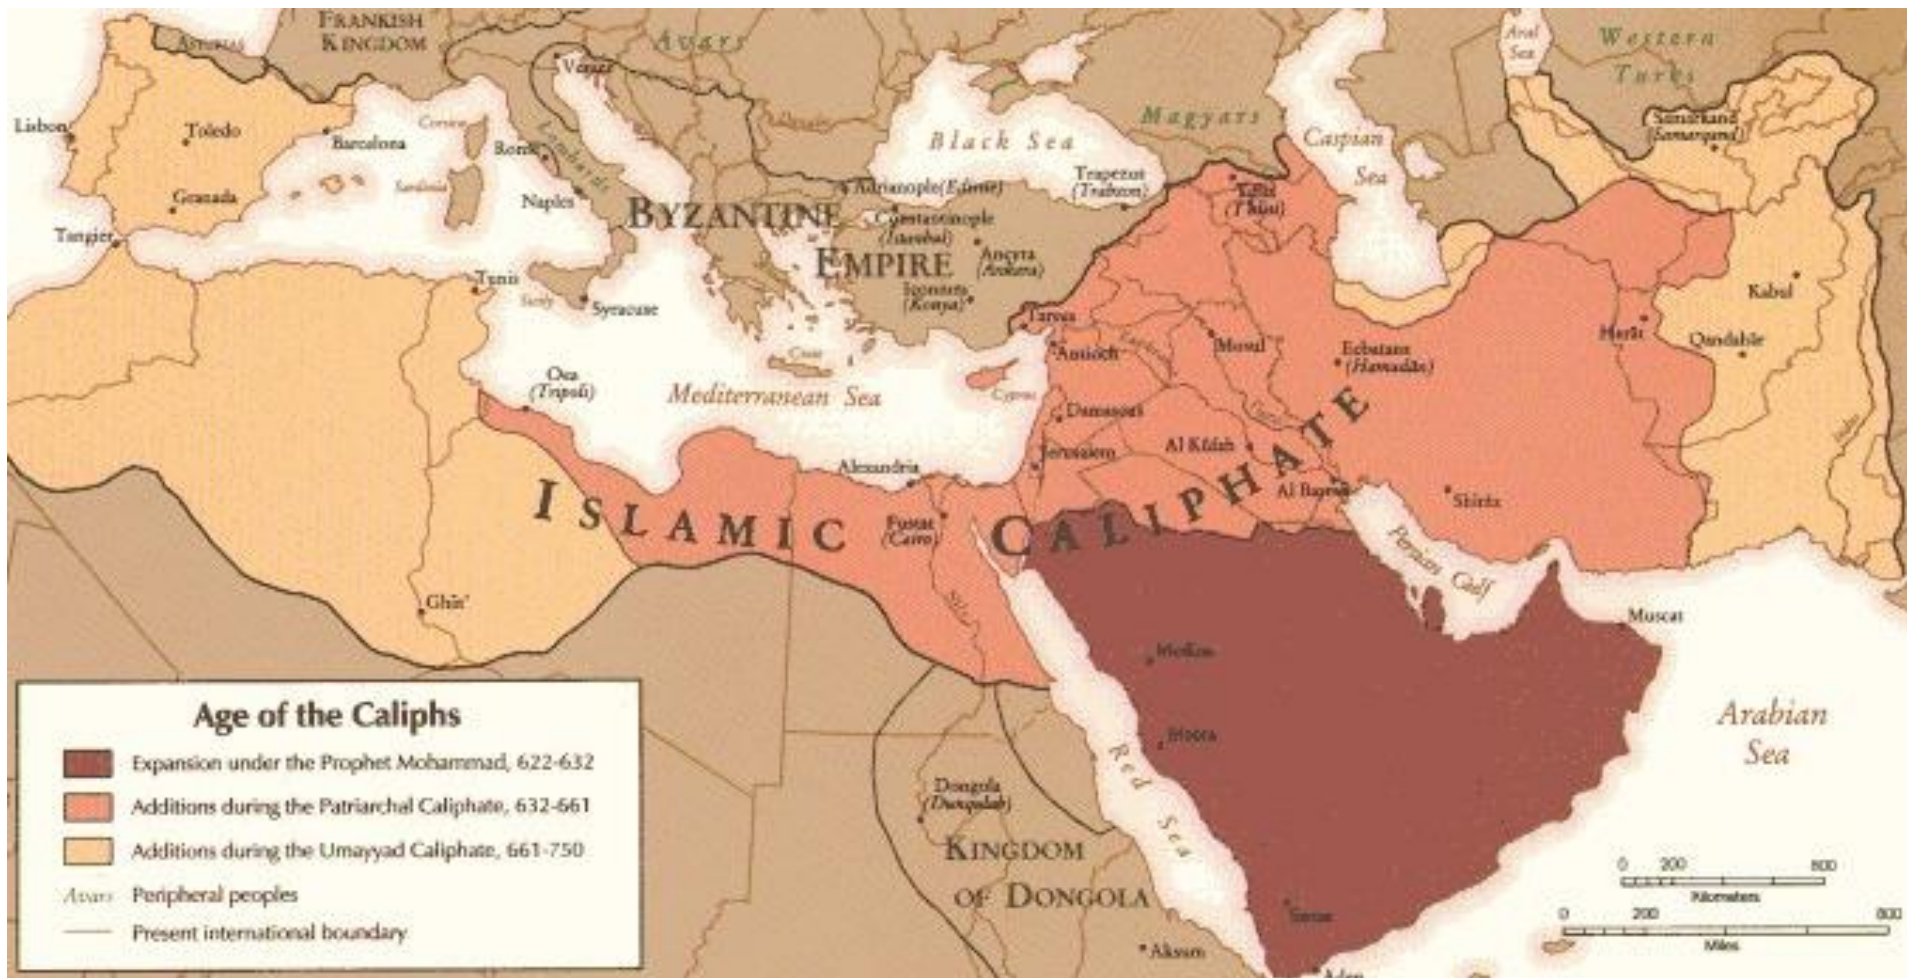 FRANKISH
KINGDOM
ASTURIAS
Avars
Venice
Aral
Sea
Western
Turks
Magyars
Lisbon
Toledo
Barcelona
Corsica
Rome
Lombards
Danube
Black Sea
Caspian
Sea
Samarkand
(Samarqand)
Granada
Sardinia
Naples
Adrianople (Edirne)
Trapezus
(Trabzon)
Tangier
BYZANTINE
EMPIRE
Constantinople
(Istanbul)
Ancyra
(Ankara)
(Konya)
Tunis
Sicily
Syracuse
Kabul
Tarsus
Antioch
Mosul
Ecbatana
(Hamadān)
Herāt
Qandahār
Crete
Oea
(Tripoli)
Mediterranean Sea
Cyprus
Damascus
Jerusalem
Al Kūfah
Alexandria
ISLAMIC CALIPHATE
Shīrāz
Indus
Fustat
(Cairo)
Nile
Persian Gulf
Ghāt
Muscat
Arabian
Sea
Red Sea
Dongola
(Dunqulah)
KINGDOM
OF DONGOLA
Aksum
Aden
Age of the Caliphs
Expansion under the Prophet Mohammad, 622-632
Additions during the Patriarchal Caliphate, 632-661
Additions during the Umayyad Caliphate, 661-750
Avars Peripheral peoples
Present international boundary
0 200 800
Kilometers
0 200 800
Miles